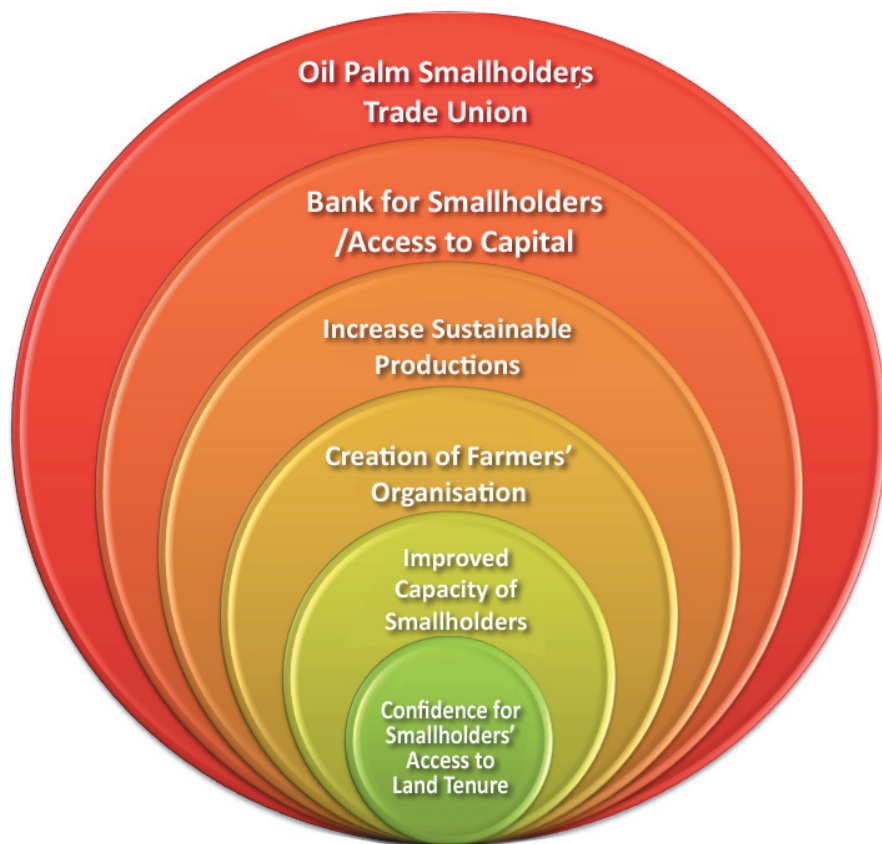 Oil Palm Smallholders
Trade Union
Bank for Smallholders
/Access to Capital
Increase Sustainable
Productions
Creation of Farmers’
Organisation
Improved
Capacity of
Smallholders
Confidence for
Smallholders’
Access to
Land Tenure